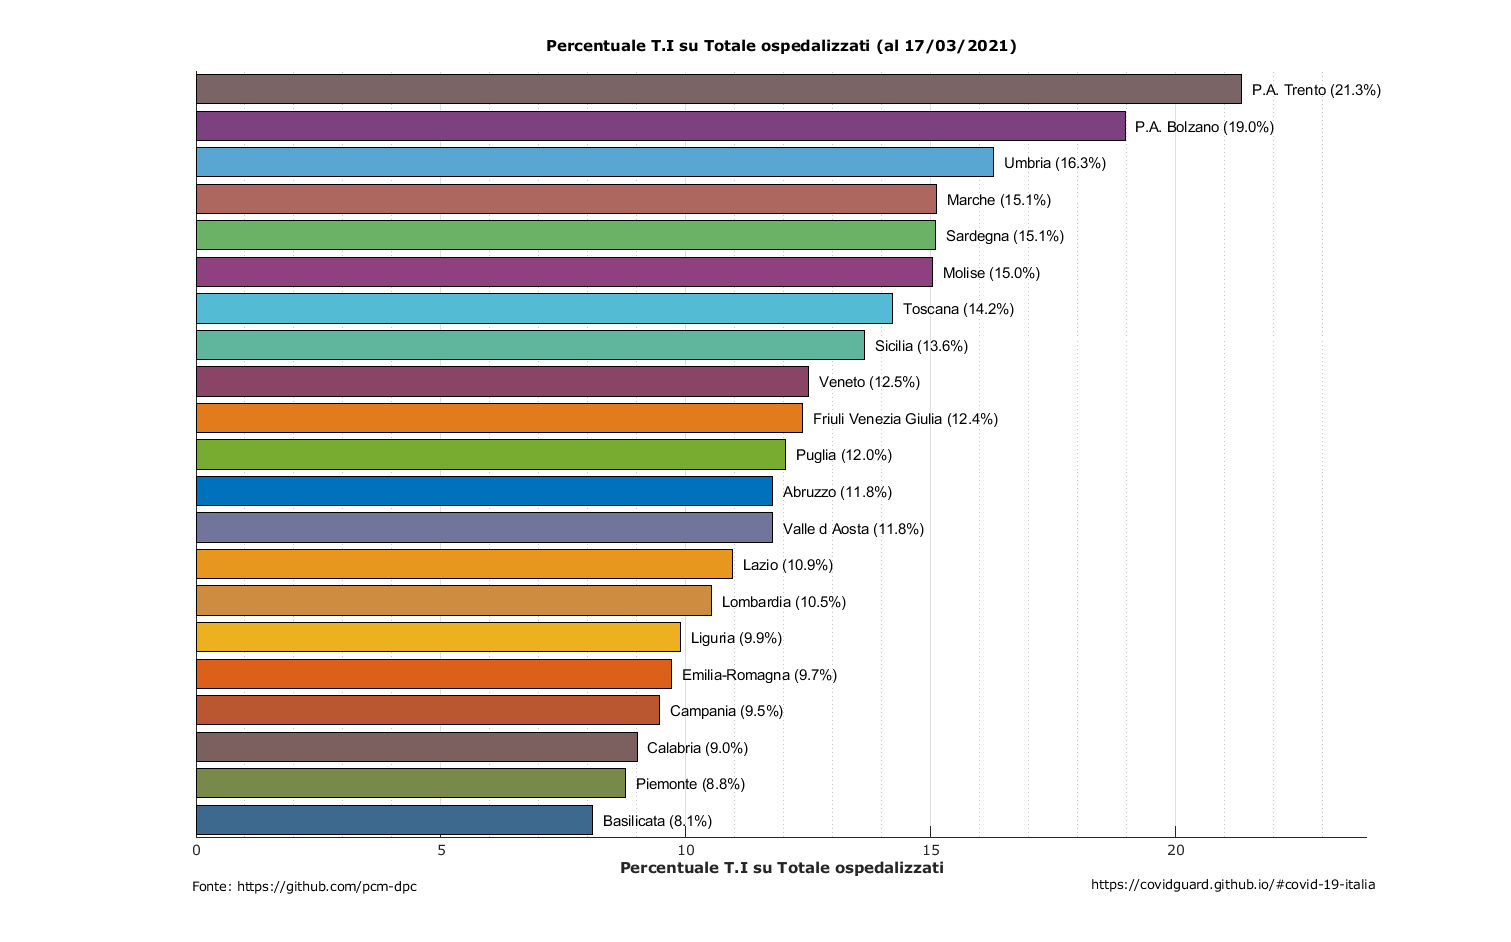 Percentuale T.I su Totale ospedalizzati (al 17/03/2021)
P.A. Trento (21.3%)
P.A. Bolzano (19.0%)
Umbria (16.3%)
Marche (15.1%)
Sardegna (15.1%)
Molise (15.0%)
Toscana (14.2%)
Sicilia (13.6%)
Veneto (12.5%)
Friuli Venezia Giulia (12.4%)
Puglia (12.0%)
Abruzzo (11.8%)
Valle d Aosta (11.8%)
Lazio (10.9%)
Lombardia (10.5%)
Liguria (9.9%)
Emilia-Romagna (9.7%)
Campania (9.5%)
Calabria (9.0%)
Piemonte (8.8%)
Basilicata (8.1%)
0 5 10 15 20
Percentuale T.I su Totale ospedalizzati
Fonte: https://github.com/pcm-dpc
https://covidguard.github.io/#covid-19-italia